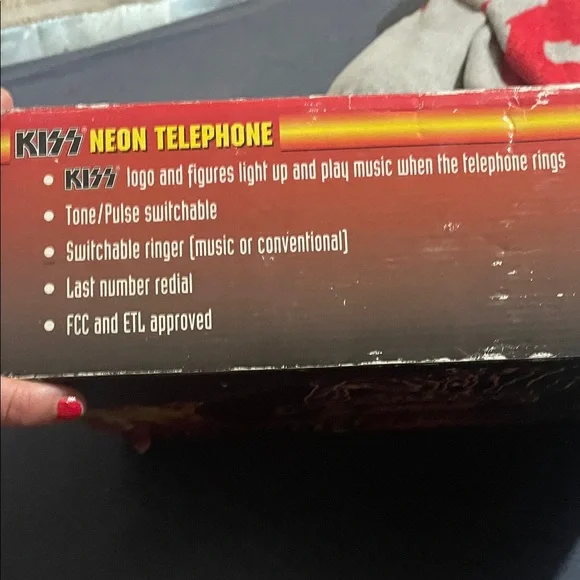 KISS NEON TELEPHONE
• KISS logo and figures light up and play music when the telephone rings
• Tone/Pulse switchable
• Switchable ringer [music or conventional]
• Last number redial
• FCC and ETL approved